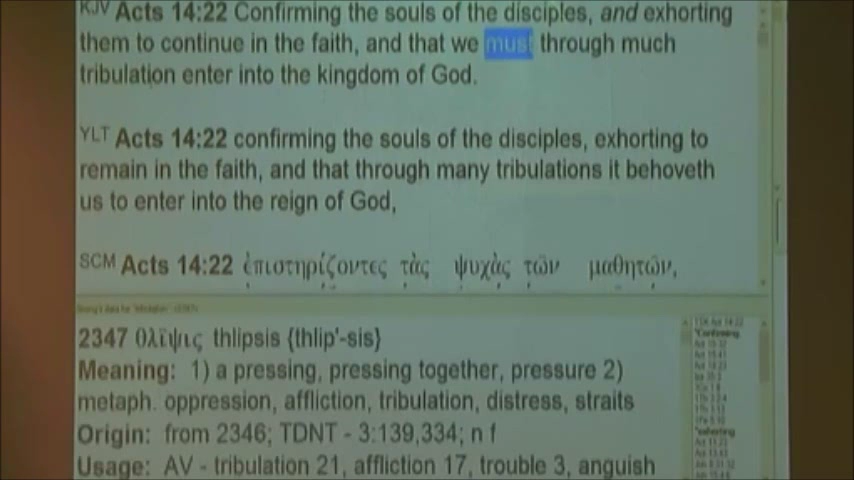 KJV Acts 14:22 Confirming the souls of the disciples, and exhorting
them to continue in the faith, and that we must through much
tribulation enter into the kingdom of God.
YLT Acts 14:22 confirming the souls of the disciples, exhorting to
remain in the faith, and that through many tribulations it behoveth
us to enter into the reign of God,
SCM Acts 14:22 ἐπιστηρίζοντες τὰς ψυχὰς τῶν μαθητῶν,
2347 θλῖψις thlipsis {thlip'-sis}
Meaning: 1) a pressing, pressing together, pressure 2)
metaph. oppression, affliction, tribulation, distress, straits
Origin: from 2346; TDNT - 3:139,334; n f
Usage: AV - tribulation 21, affliction 17, trouble 3, anguish